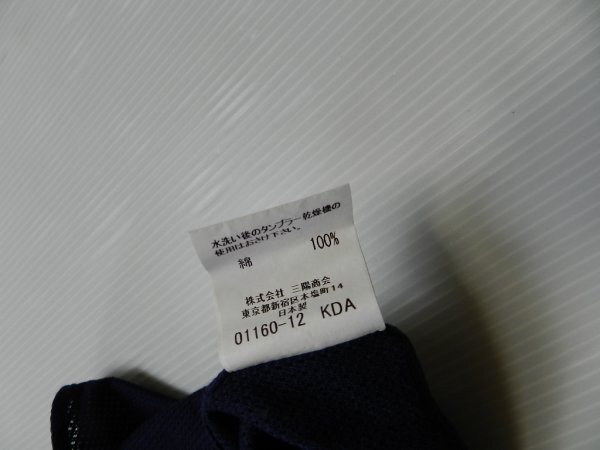 水洗い後のタンブラー乾燥機の
使用はおさけ下さい。
綿 100%
株式会社 三陽商会
東京都新宿区本塩町14
日本製
01160-12 KDA